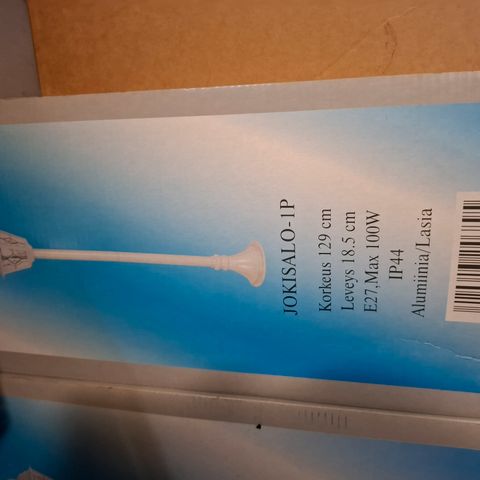 JOKISALO-1P
Korkeus 129 cm
Leveys 18.5 cm
E27,Max 100W
IP44
Alumiinia/Lasia